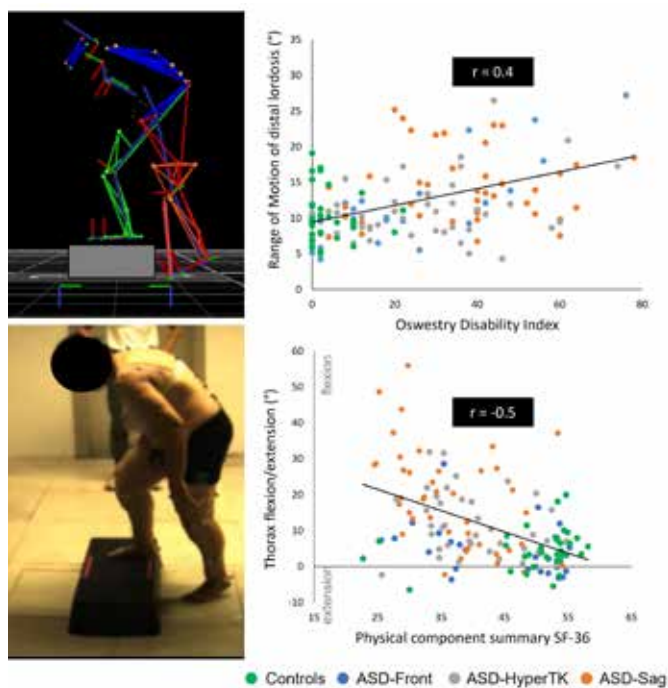 35
r = 0.4
30
25
20
15
10
5
0
Range of Motion of distal lordosis (°)
0 20 40 60 80
Oswestry Disability Index
60
50
r = -0.5
40
30
20
10
0
-10
flexion
extension
Thorax flexion/extension (°)
15 25 35 45 55 65
Physical component summary SF-36
Controls ASD-Front ASD-HyperTK ASD-Sag